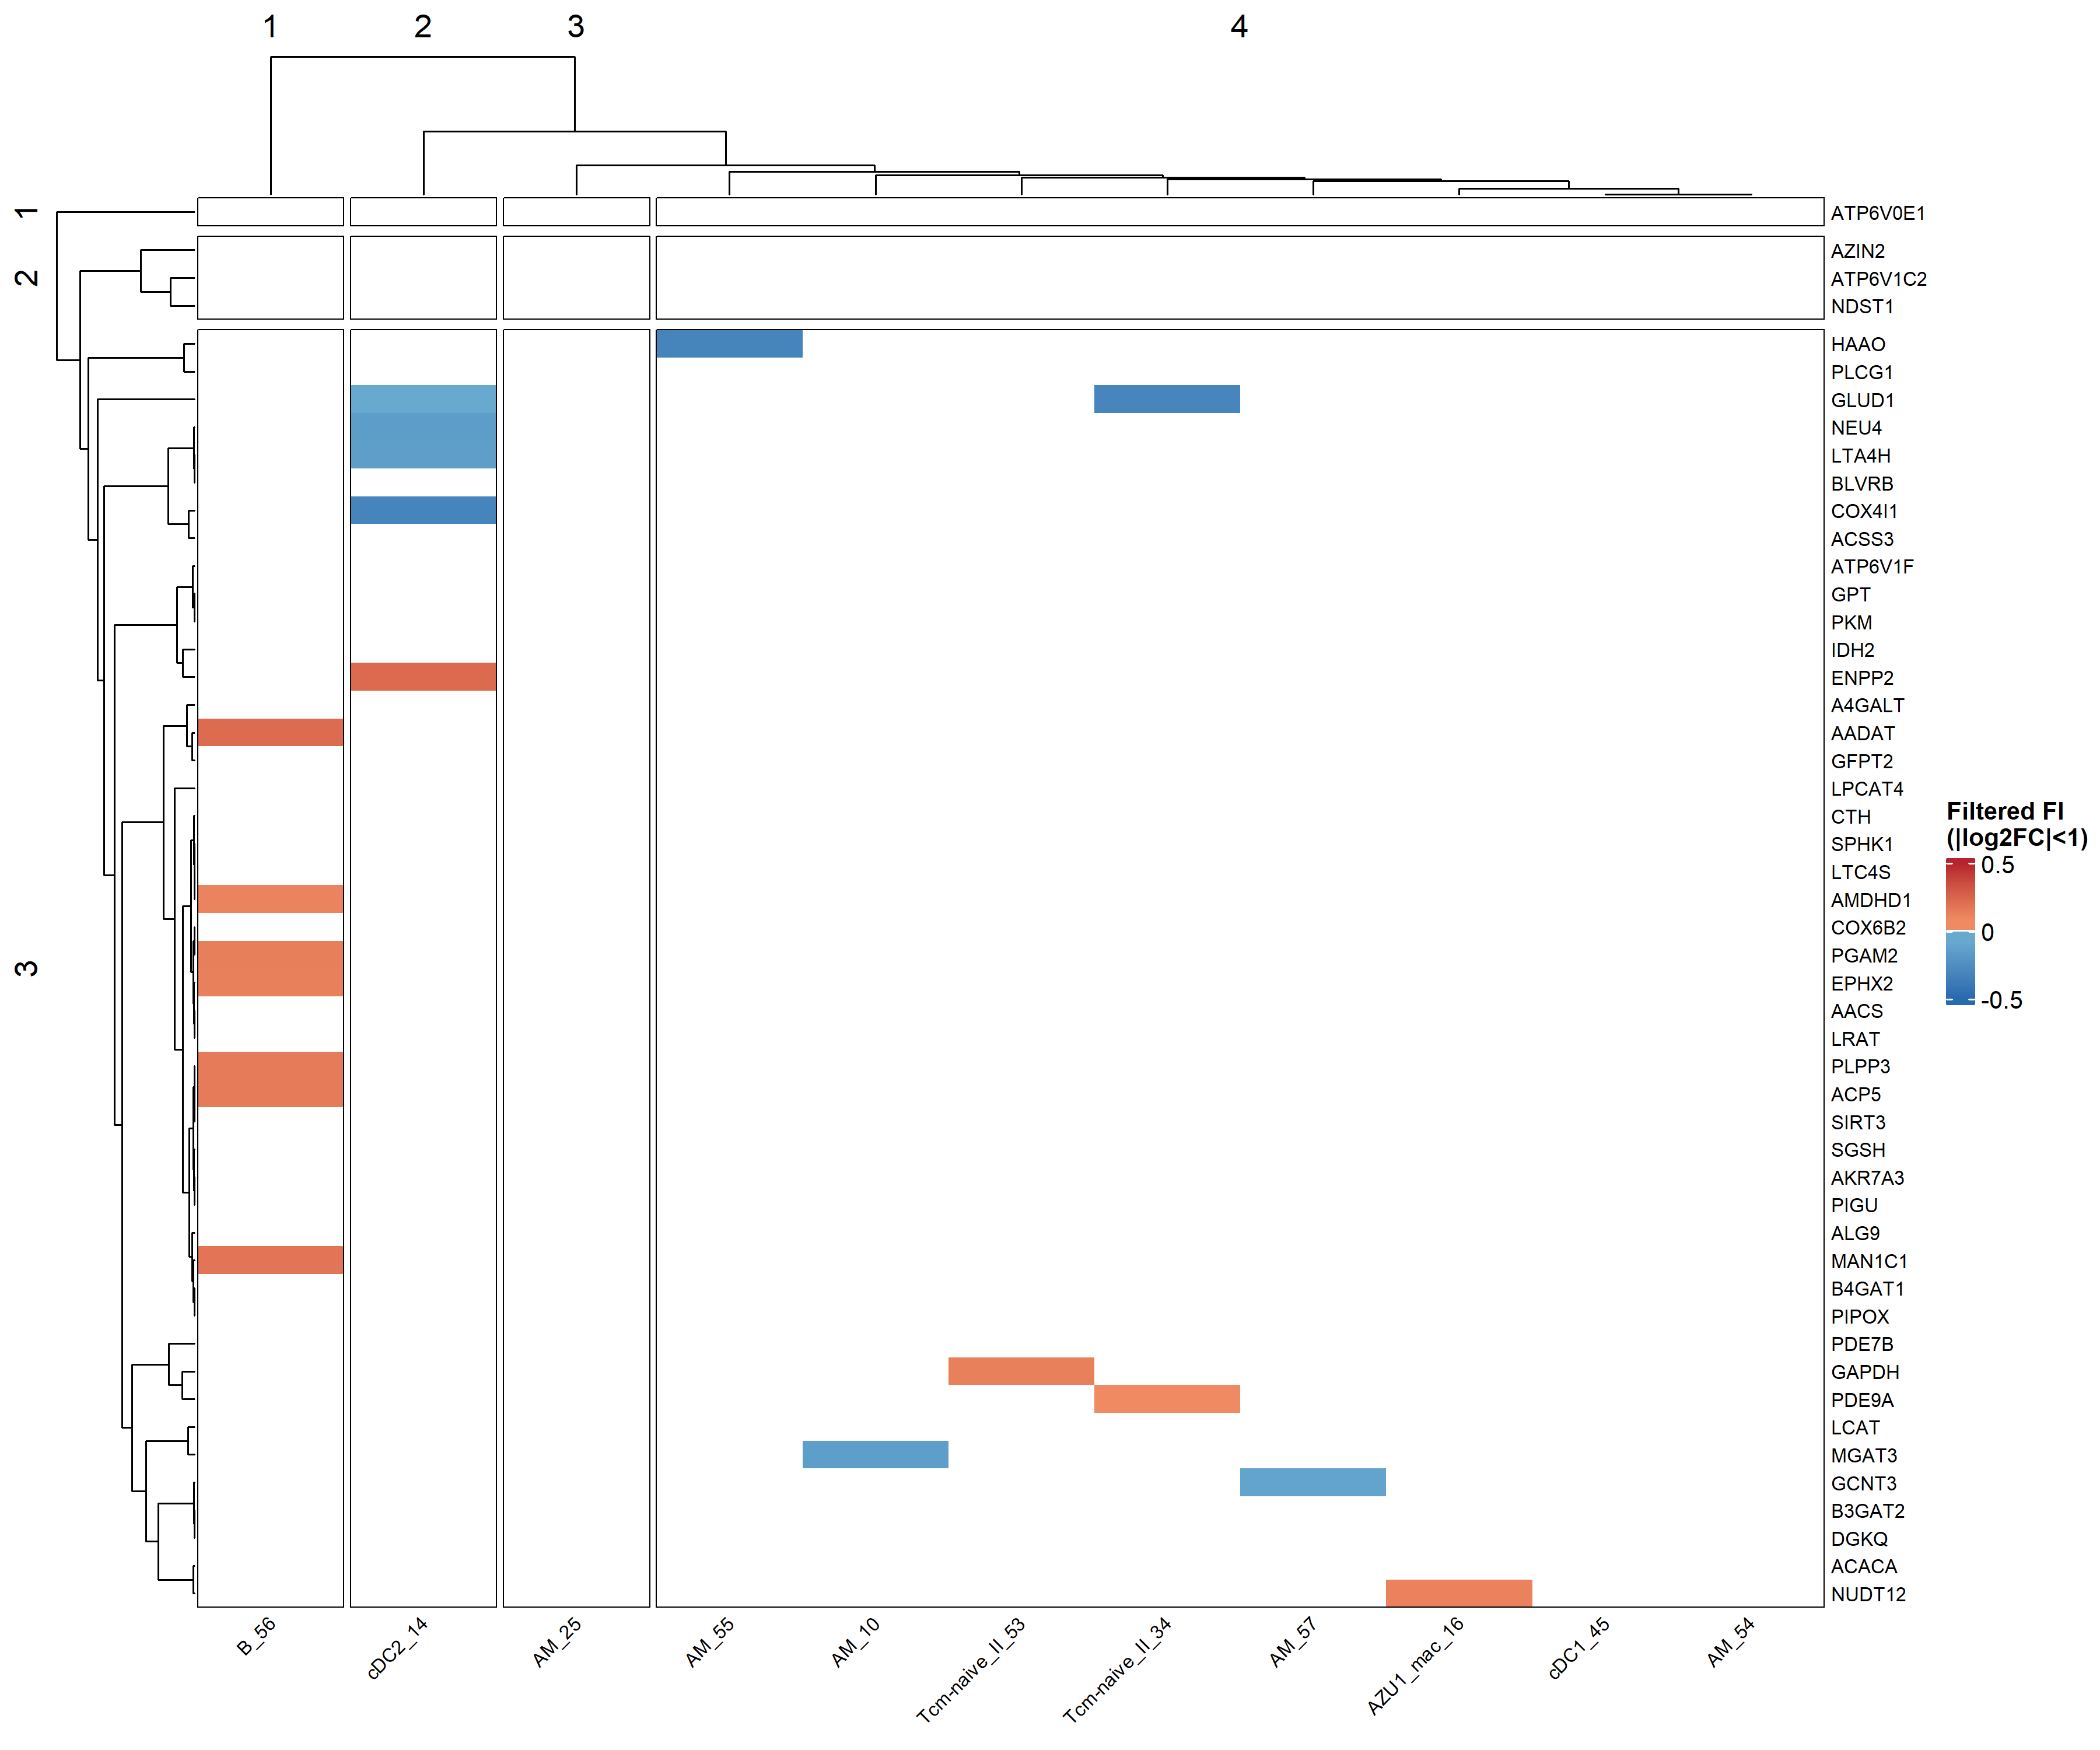 1 2 3 4
1
2
3
ATP6V0E1
AZIN2
ATP6V1C2
NDST1
HAAO
PLCG1
GLUD1
NEU4
LTA4H
BLVRB
COX4I1
ACSS3
ATP6V1F
GPT
PKM
IDH2
ENPP2
A4GALT
AADAT
GFPT2
LPCAT4
CTH
SPHK1
LTC4S
AMDHD1
COX6B2
PGAM2
EPHX2
AACS
LRAT
PLPP3
ACP5
SIRT3
SGSH
AKR7A3
PIGU
ALG9
MAN1C1
B4GAT1
PIPOX
PDE7B
GAPDH
PDE9A
LCAT
MGAT3
GCNT3
B3GAT2
DGKQ
ACACA
NUDT12
B_56
cDC2_14
AM_25
AM_55
AM_10
Tcm-naive_II_53
Tcm-naive_II_34
AM_57
AZU1_mac_16
cDC1_45
AM_54
Filtered FI
(|log2FC|<1)
0.5
0
-0.5